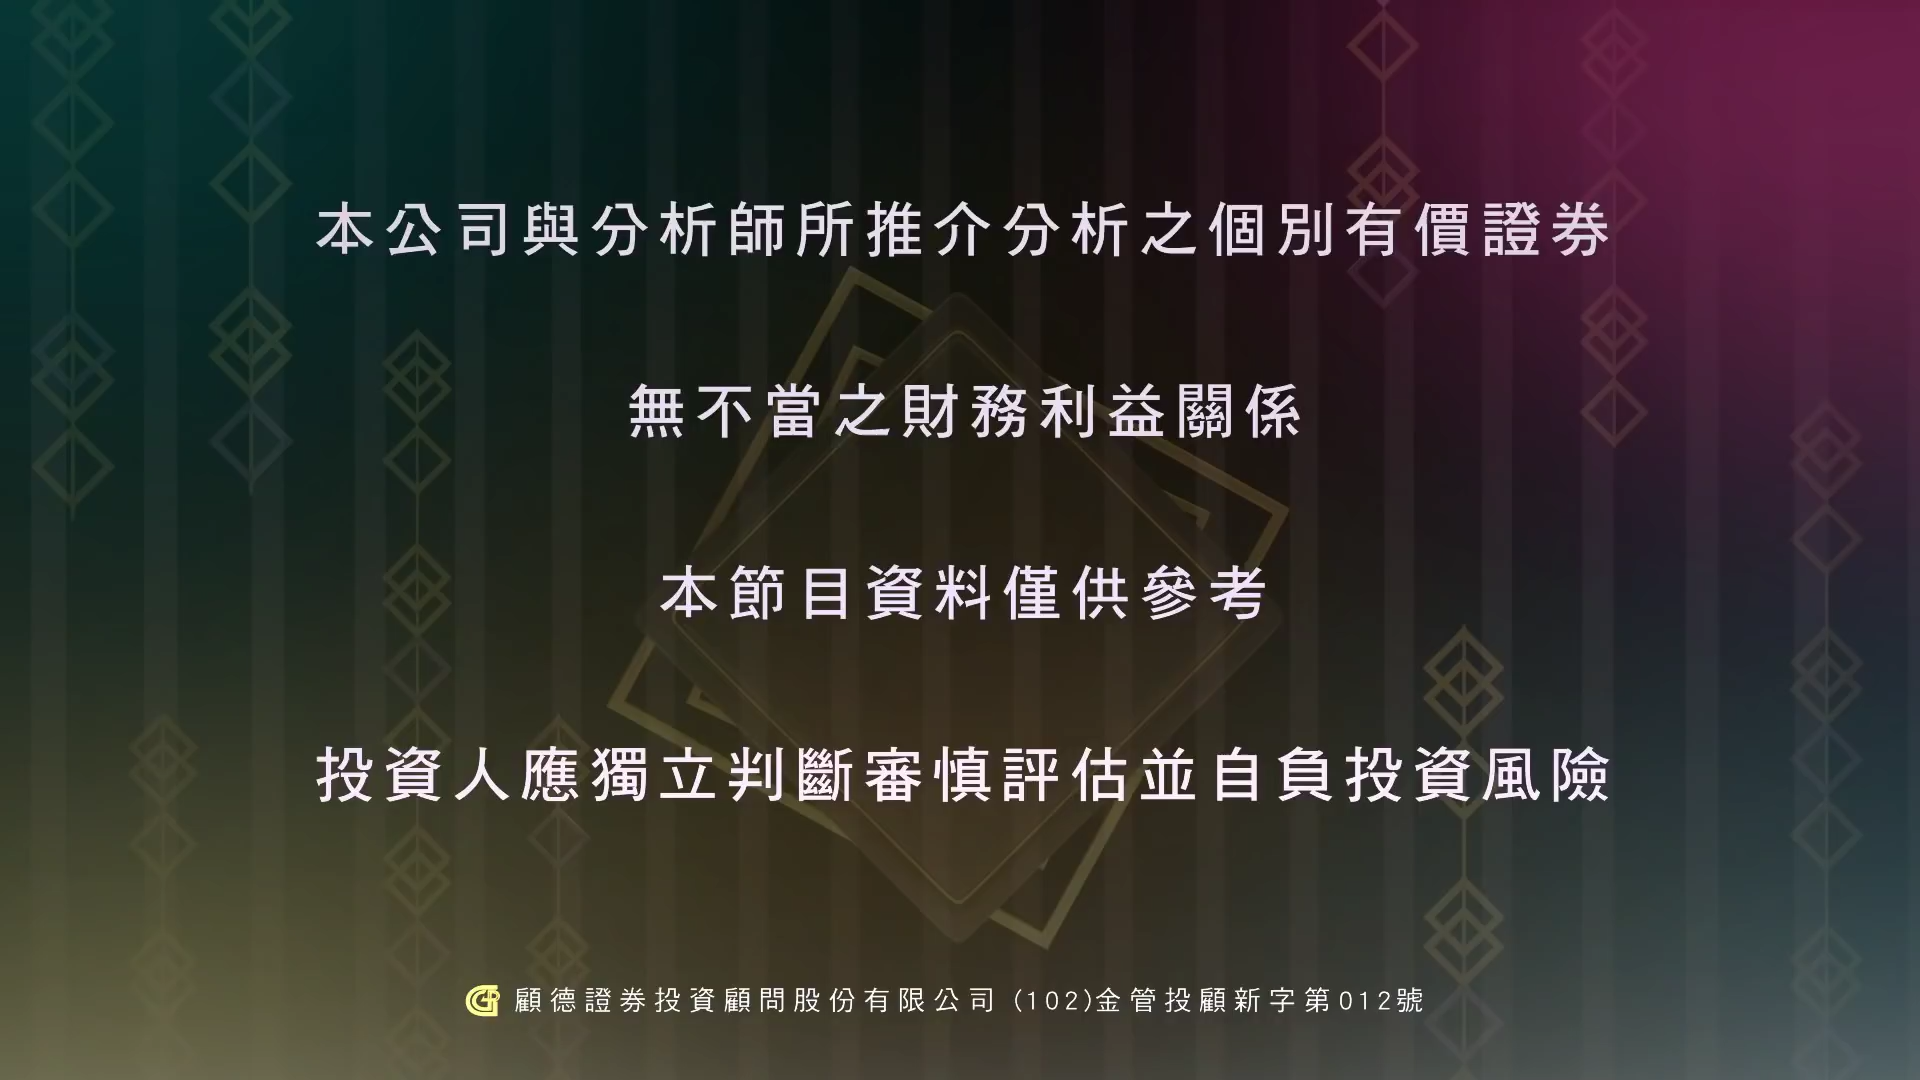 本公司與分析師所推介分析之個別有價證券
無不當之財務利益關係
本節目資料僅供參考
投資人應獨立判斷審慎評估並自負投資風險
顧德證券投資顧問股份有限公司 (102)金管投顧新字第012號